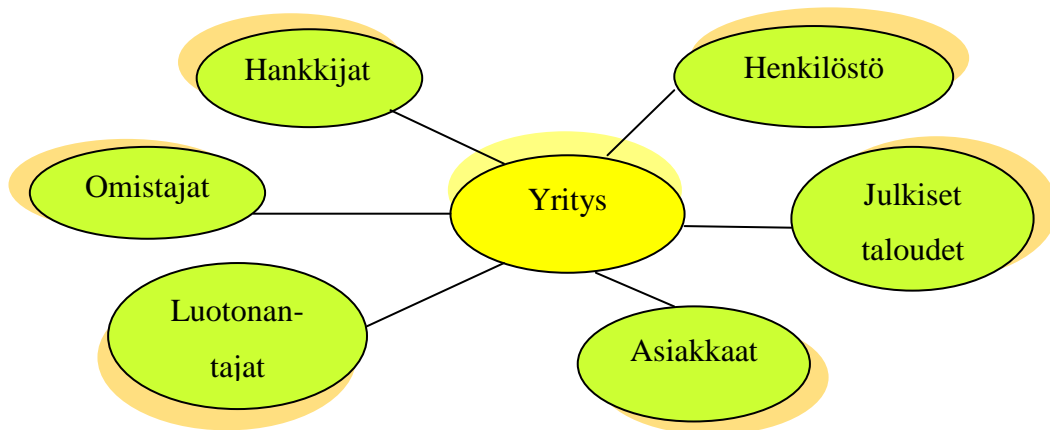 Hankkijat
Henkilöstö
Omistajat
Yritys
Julkiset
taloudet
Luotonan-
tajat
Asiakkaat